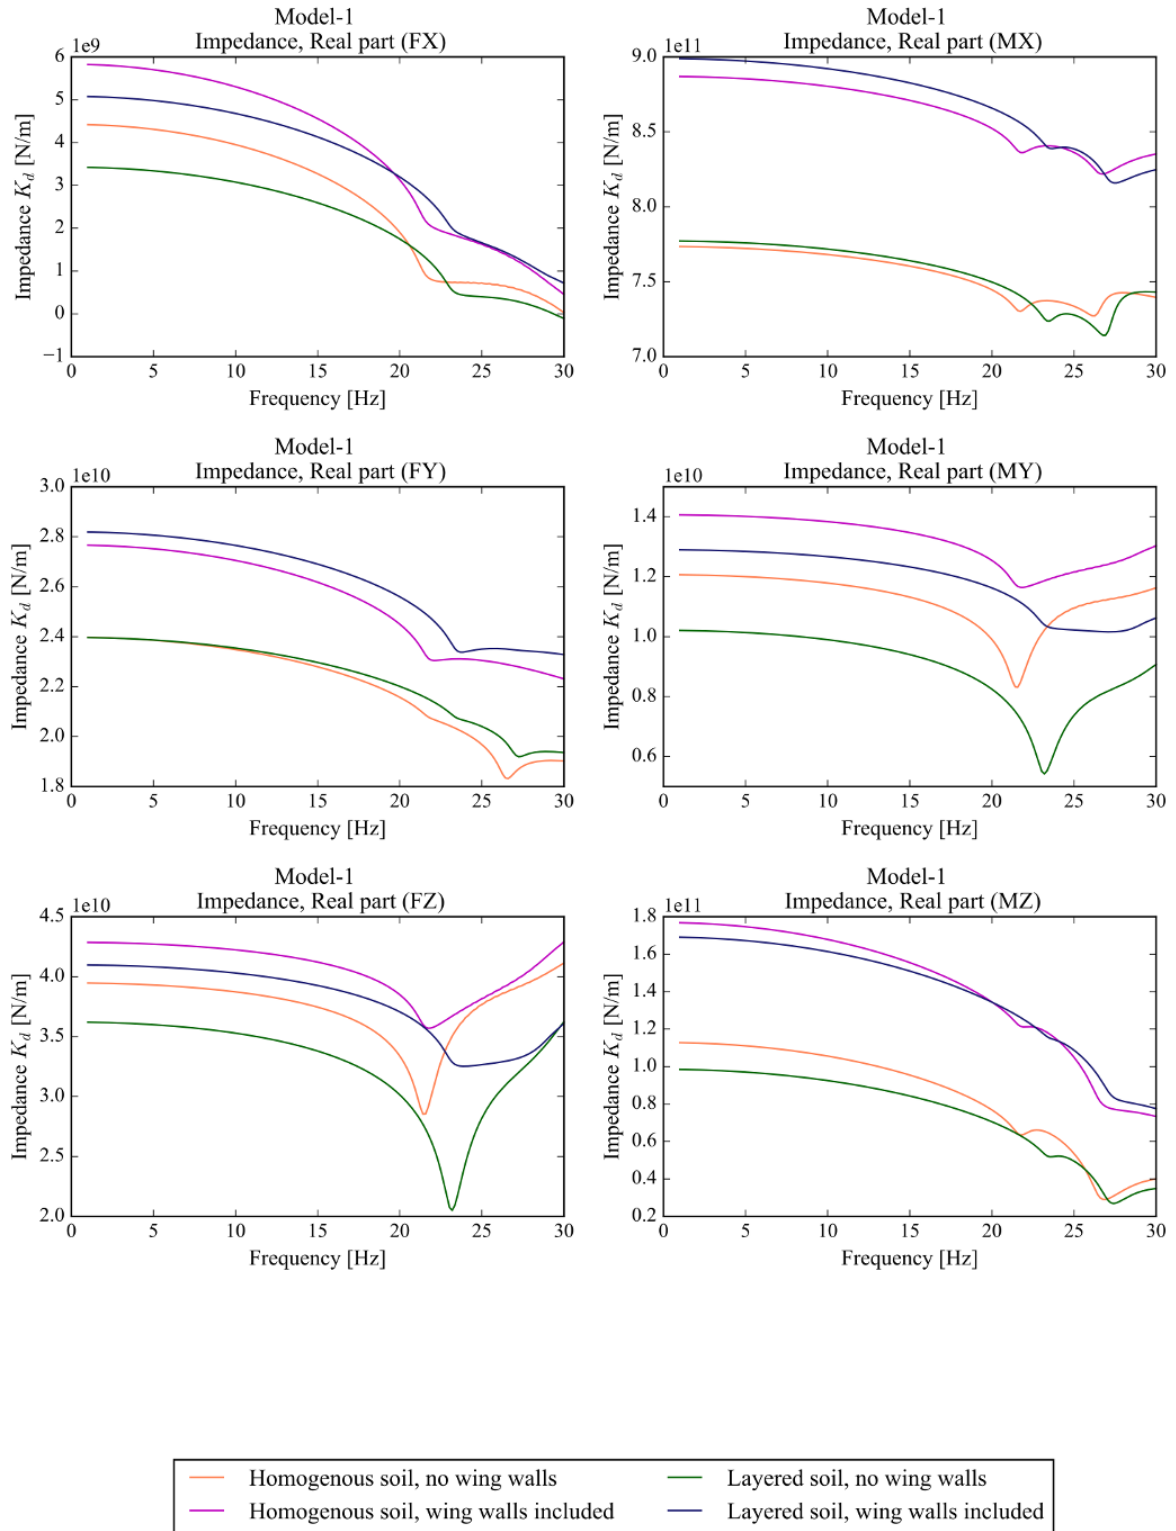 Model-1
Impedance, Real part (FX)
1e9
6
5
4
3
2
1
0
−1
Impedance K_d [N/m]
0 5 10 15 20 25 30
Frequency [Hz]
Model-1
Impedance, Real part (MX)
1e11
9.0
8.5
8.0
7.5
7.0
Impedance K_d [N/m]
0 5 10 15 20 25 30
Frequency [Hz]
Model-1
Impedance, Real part (FY)
1e10
3.0
2.8
2.6
2.4
2.2
2.0
1.8
Impedance K_d [N/m]
0 5 10 15 20 25 30
Frequency [Hz]
Model-1
Impedance, Real part (MY)
1e10
1.4
1.2
1.0
0.8
0.6
Impedance K_d [N/m]
0 5 10 15 20 25 30
Frequency [Hz]
Model-1
Impedance, Real part (FZ)
1e10
4.5
4.0
3.5
3.0
2.5
2.0
Impedance K_d [N/m]
0 5 10 15 20 25 30
Frequency [Hz]
Model-1
Impedance, Real part (MZ)
1e11
1.8
1.6
1.4
1.2
1.0
0.8
0.6
0.4
0.2
Impedance K_d [N/m]
0 5 10 15 20 25 30
Frequency [Hz]
Homogenous soil, no wing walls
Homogenous soil, wing walls included
Layered soil, no wing walls
Layered soil, wing walls included